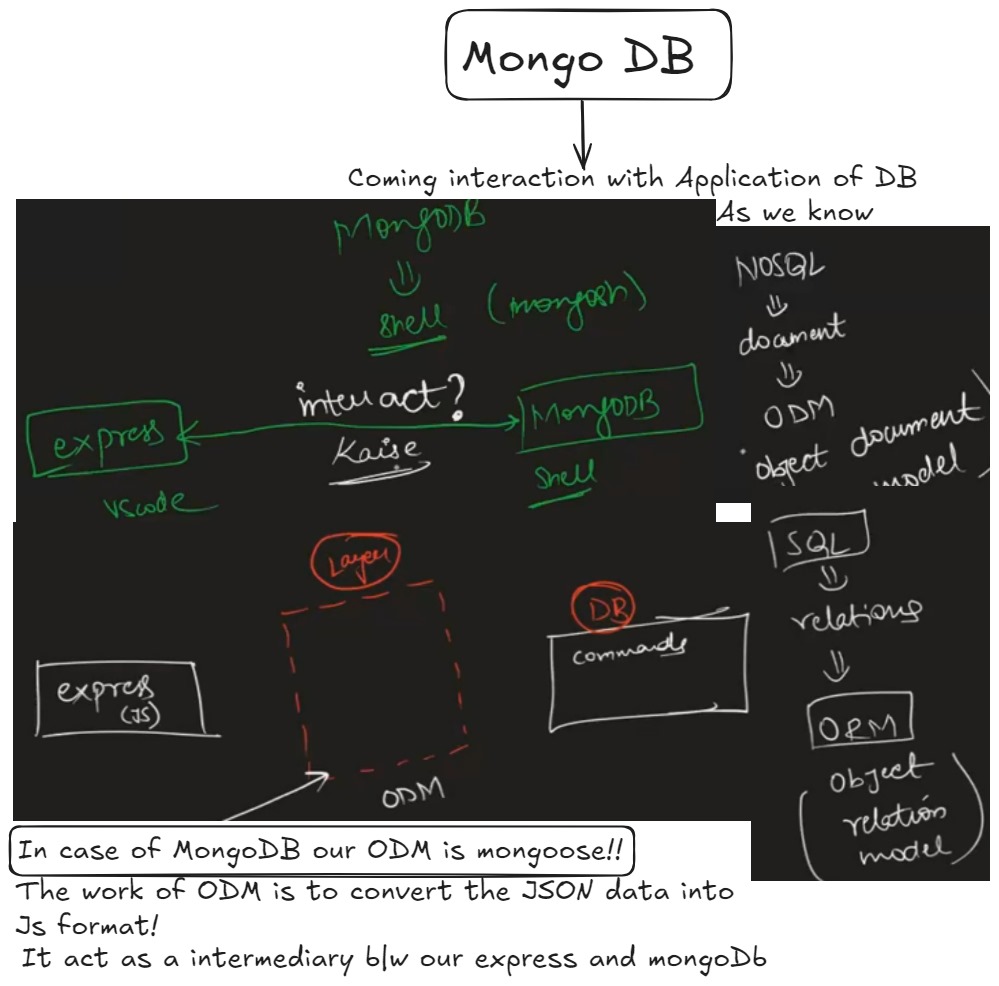 Mongo DB
Coming interaction with Application of DB
As we know
MongoDB
shell (mongosh)
interact?
express
MongoDB
Kaise
vscode
Shell
NOSQL
document
ODM
object document
model
Layer
DB
commands
express
(JS)
ODM
SQL
relations
ORM
(Object
relation
model)
In case of MongoDB our ODM is mongoose!!
The work of ODM is to convert the JSON data into
Js format!
It act as a intermediary b/w our express and mongoDb